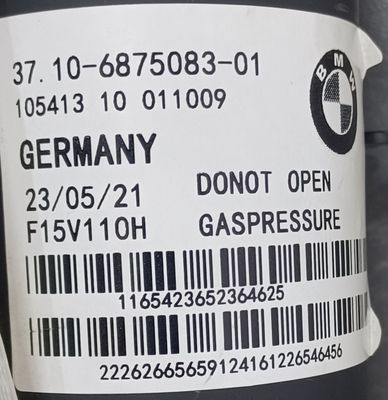 37.10-6875083-01
105413 10 011009
BMW
GERMANY
23/05/21 DONOT OPEN
F15V110H GASPRESSURE
1165423652364625
22262665659124161226546456